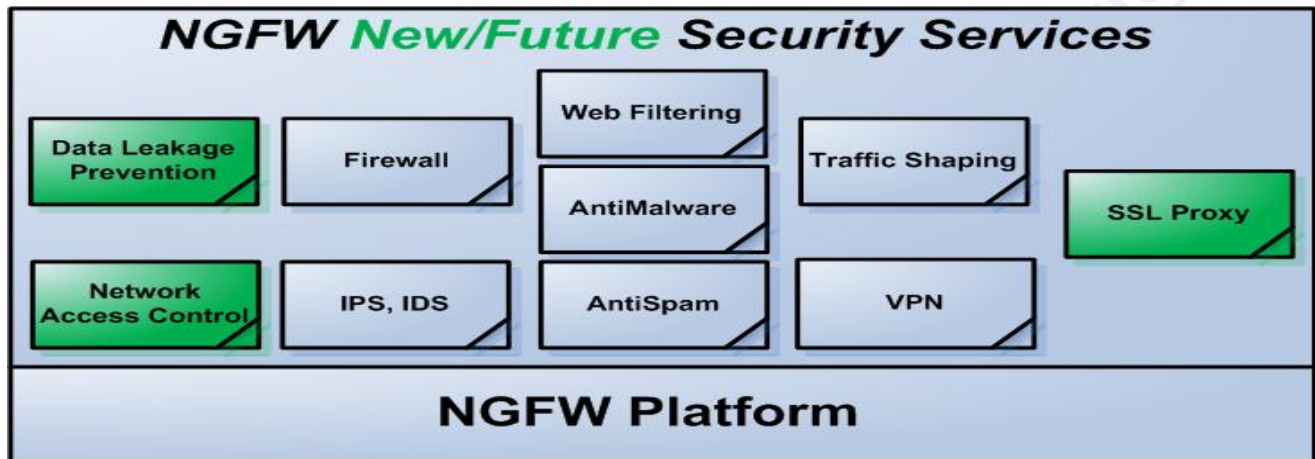 NGFW New/Future Security Services
Data Leakage
Prevention
Firewall
Web Filtering
AntiMalware
Traffic Shaping
SSL Proxy
Network
Access Control
IPS, IDS
AntiSpam
VPN
NGFW Platform